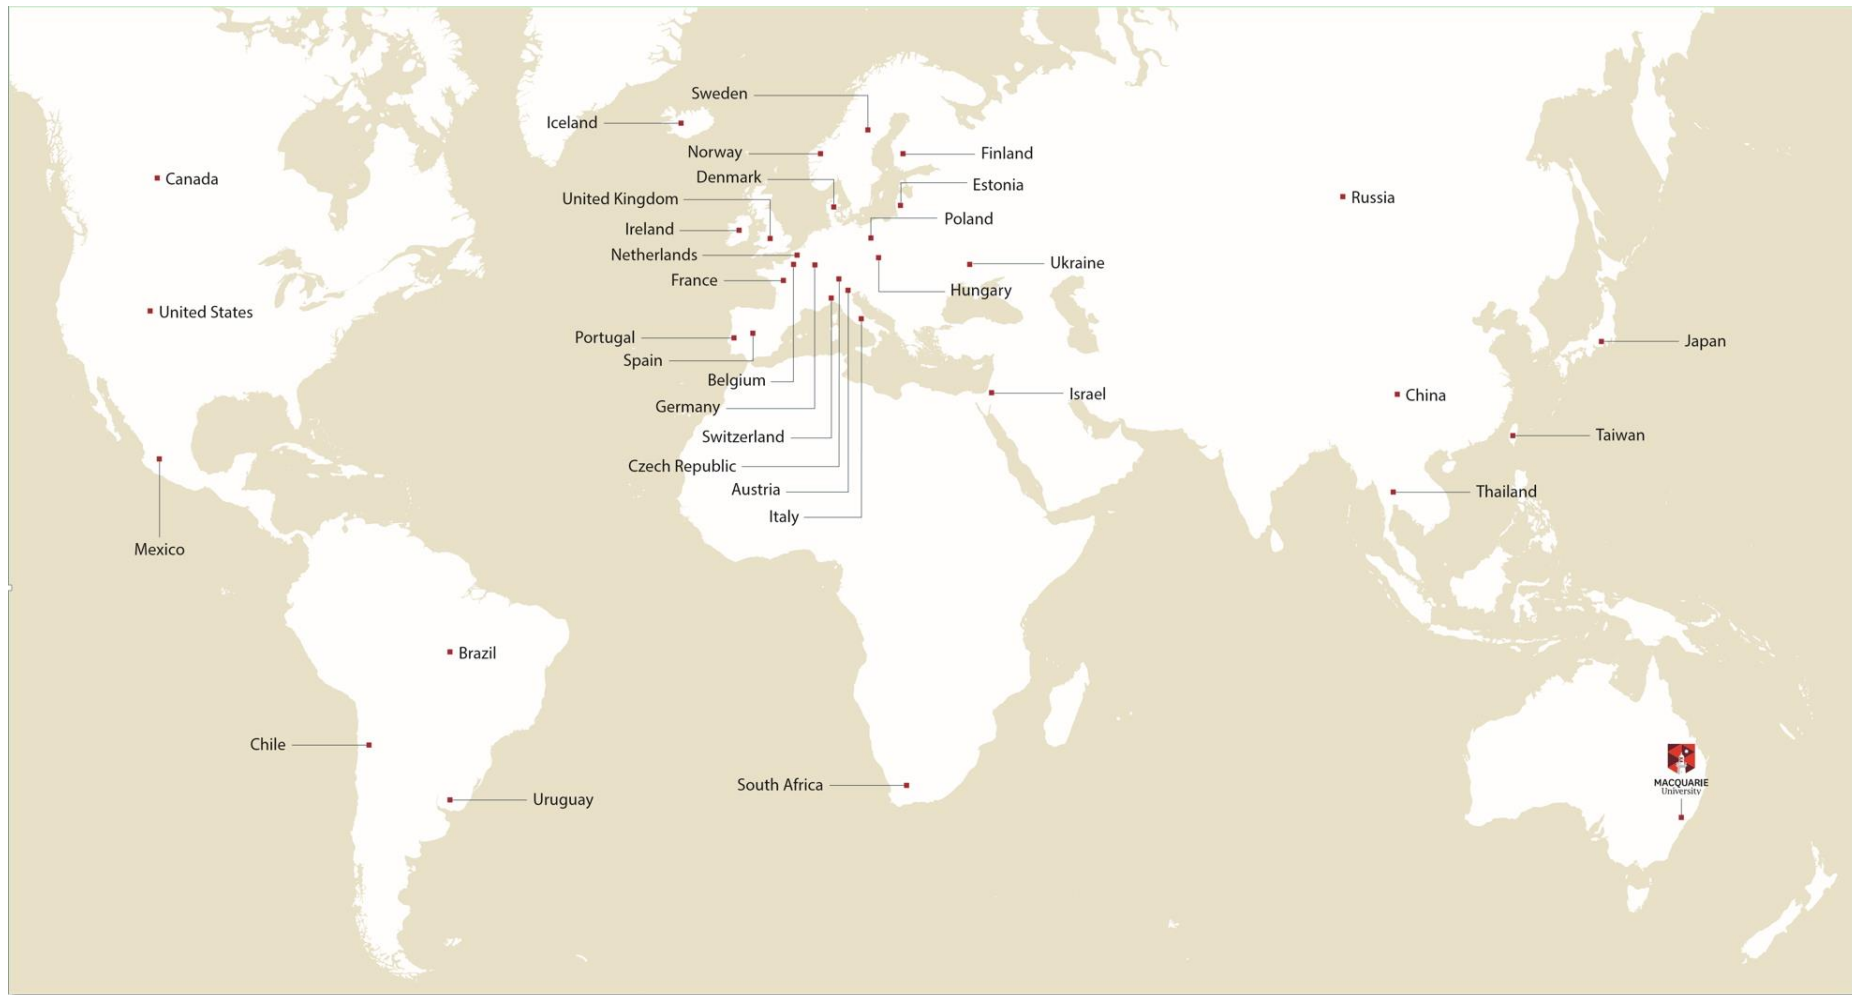 Sweden
Iceland
Norway
Finland
Canada
Denmark
Estonia
United Kingdom
Russia
Poland
Ireland
Netherlands
Ukraine
France
Hungary
United States
Portugal
Japan
Spain
Belgium
Israel
China
Germany
Switzerland
Taiwan
Czech Republic
Austria
Thailand
Italy
Mexico
Brazil
Chile
MACQUARIE
University
South Africa
Uruguay